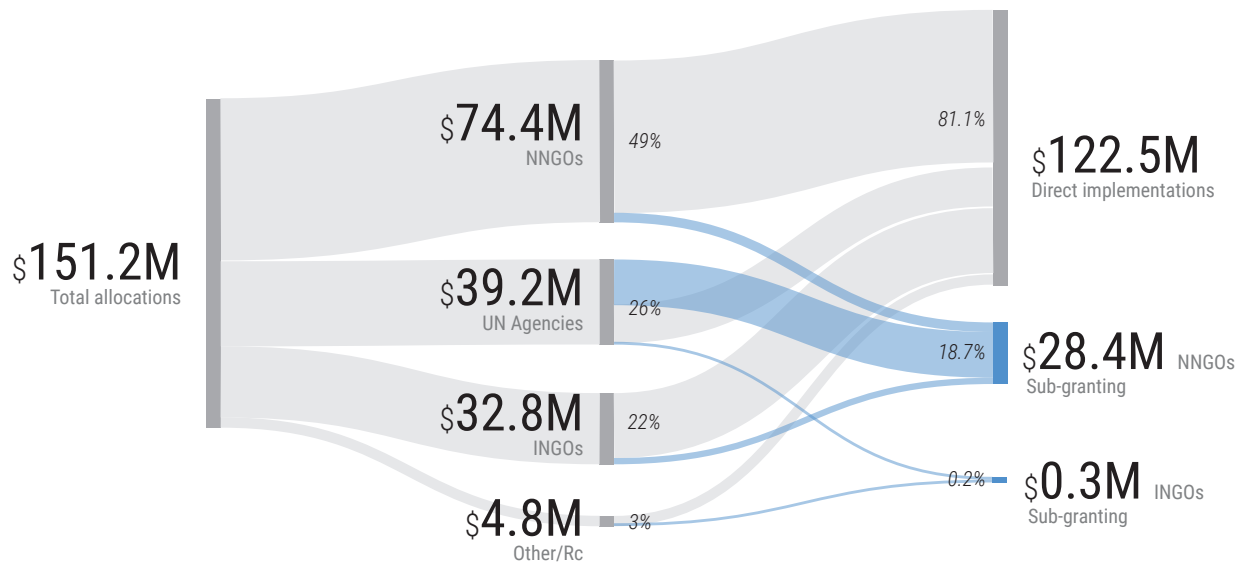 $151.2M
Total allocations
$74.4M
NNGOs
49%
$39.2M
UN Agencies
26%
$32.8M
INGOs
22%
$4.8M
Other/Rc
3%
81.1%
$122.5M
Direct implementations
18.7%
$28.4M NNGOs
Sub-granting
0.2%
$0.3M INGOs
Sub-granting